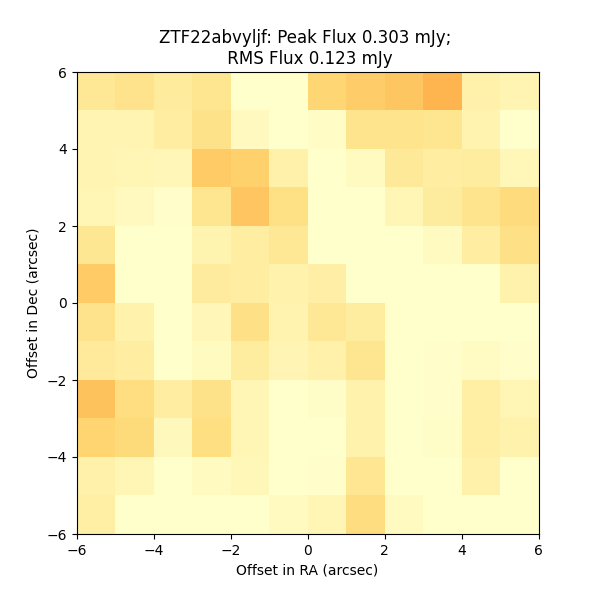 ZTF22abvyljf: Peak Flux 0.303 mJy;
RMS Flux 0.123 mJy
6
4
2
0
−2
−4
−6
Offset in Dec (arcsec)
−6 −4 −2 0 2 4 6
Offset in RA (arcsec)